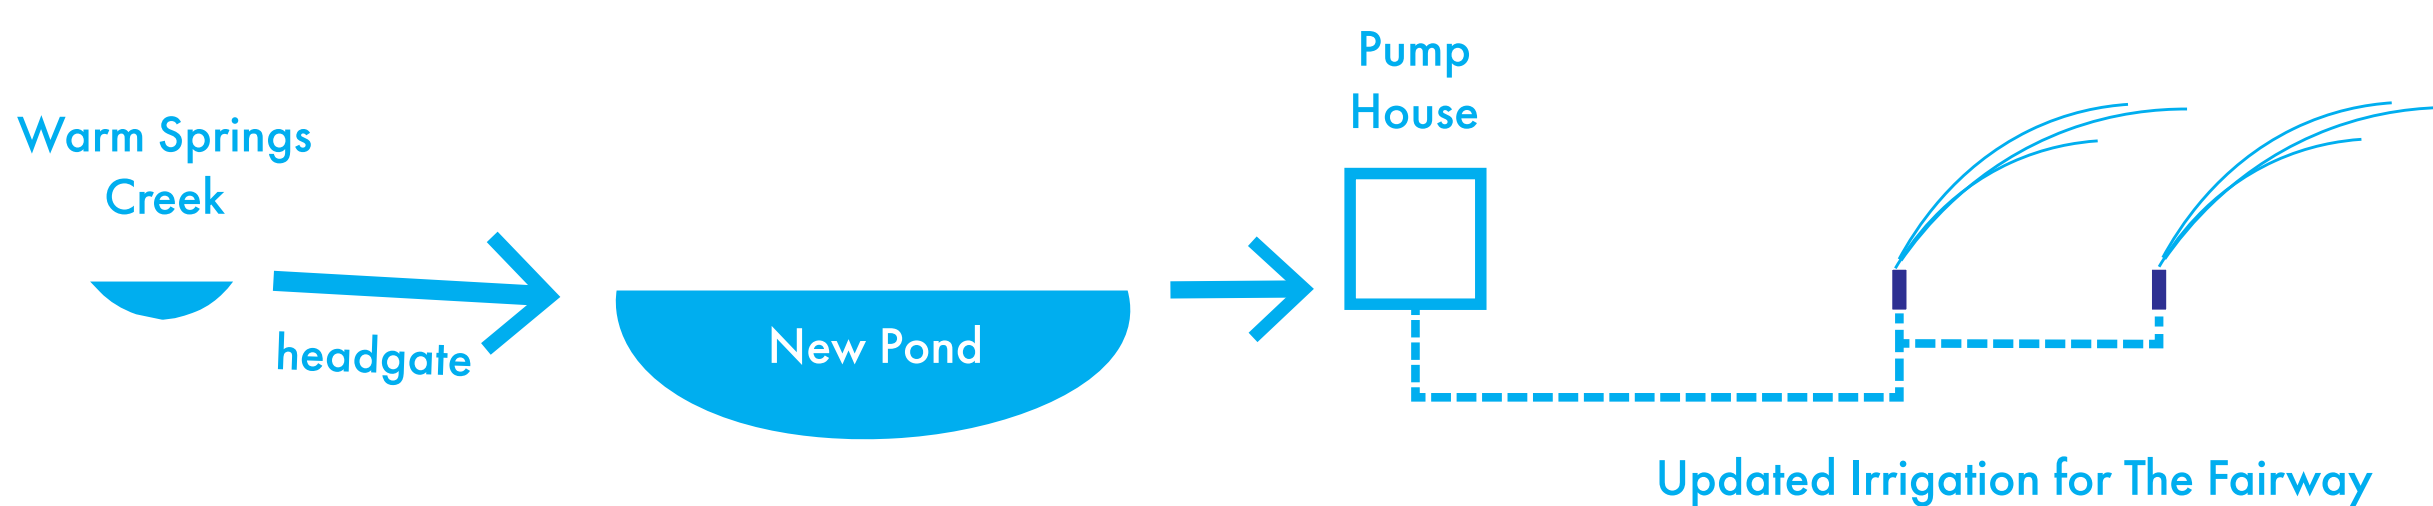 Warm Springs
Creek
headgate
New Pond
Pump
House
Updated Irrigation for The Fairway